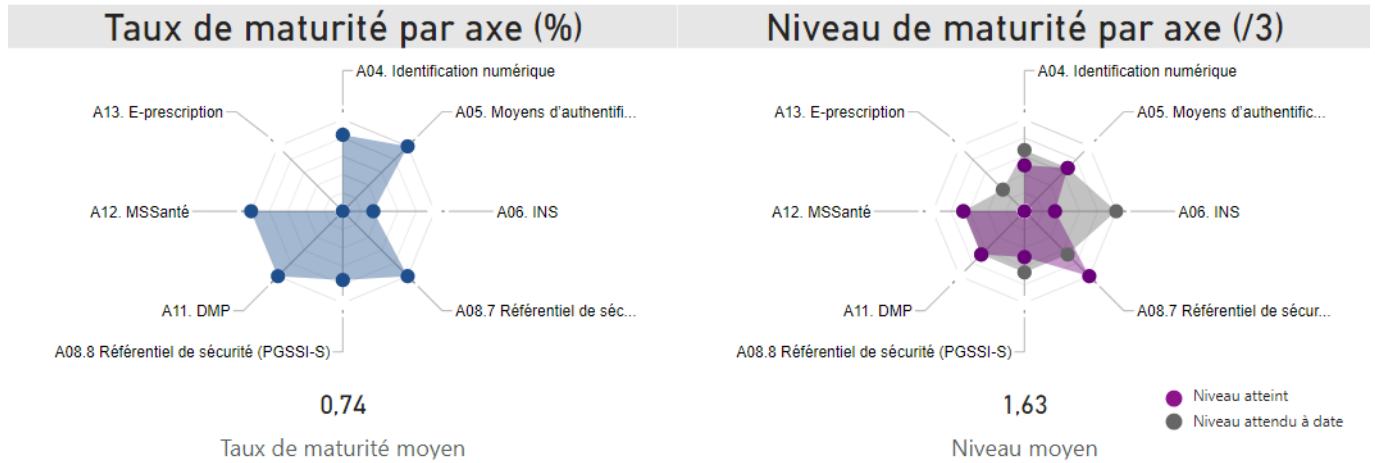 Taux de maturité par axe (%)
A04. Identification numérique
A13. E-prescription
A05. Moyens d'authentifi...
A12. MSSanté
A06. INS
A11. DMP
A08.7 Référentiel de séc...
A08.8 Référentiel de sécurité (PGSSI-S)
0,74
Taux de maturité moyen
Niveau de maturité par axe (/3)
A04. Identification numérique
A13. E-prescription
A05. Moyens d'authentific...
A12. MSSanté
A06. INS
A11. DMP
A08.7 Référentiel de sécur...
A08.8 Référentiel de sécurité (PGSSI-S)
1,63
Niveau moyen
Niveau atteint
Niveau attendu à date